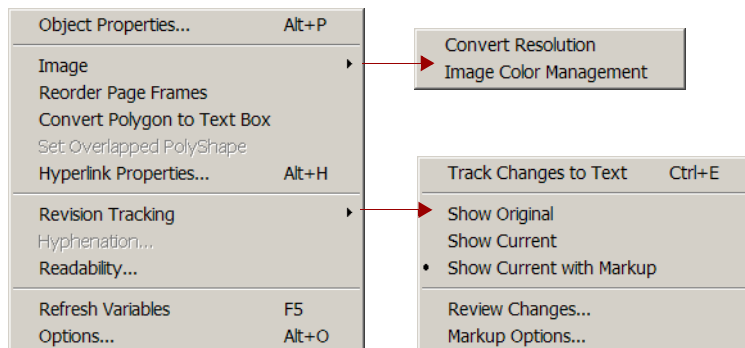 Object Properties... Alt+P
Image
Reorder Page Frames
Convert Polygon to Text Box
Set Overlapped PolyShape
Hyperlink Properties... Alt+H
Revision Tracking
Hyphenation...
Readability...
Refresh Variables F5
Options... Alt+O
Convert Resolution
Image Color Management
Track Changes to Text Ctrl+E
Show Original
Show Current
Show Current with Markup
Review Changes...
Markup Options...